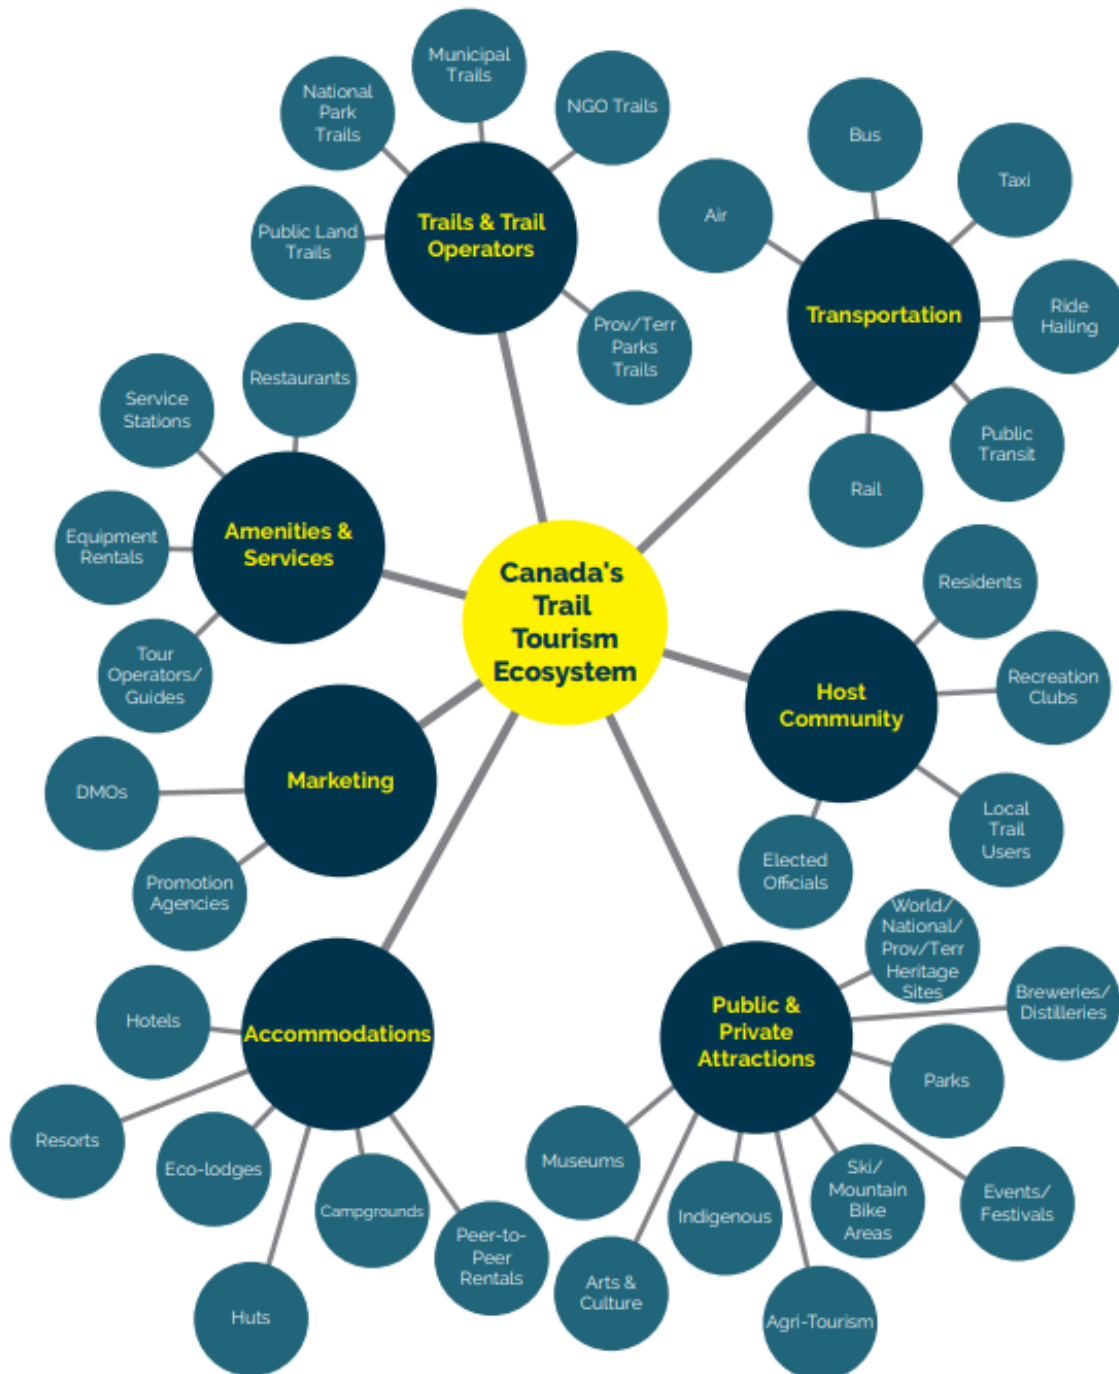 Municipal
Trails
National
Park
Trails
NGO Trails
Public Land
Trails
Trails & Trail
Operators
Prov/Terr
Parks
Trails
Bus
Taxi
Air
Transportation
Ride
Hailing
Public
Transit
Rail
Restaurants
Service
Stations
Equipment
Rentals
Amenities &
Services
Tour
Operators/
Guides
Canada's
Trail
Tourism
Ecosystem
Residents
Recreation
Clubs
Host
Community
Local
Trail
Users
Elected
Officials
Marketing
DMOs
Promotion
Agencies
World/
National/
Prov/Terr
Heritage
Sites
Breweries/
Distilleries
Public &
Private
Attractions
Parks
Museums
Indigenous
Ski/
Mountain
Bike
Areas
Events/
Festivals
Arts &
Culture
Agri-Tourism
Hotels
Accommodations
Resorts
Eco-lodges
Campgrounds
Peer-to-
Peer
Rentals
Huts